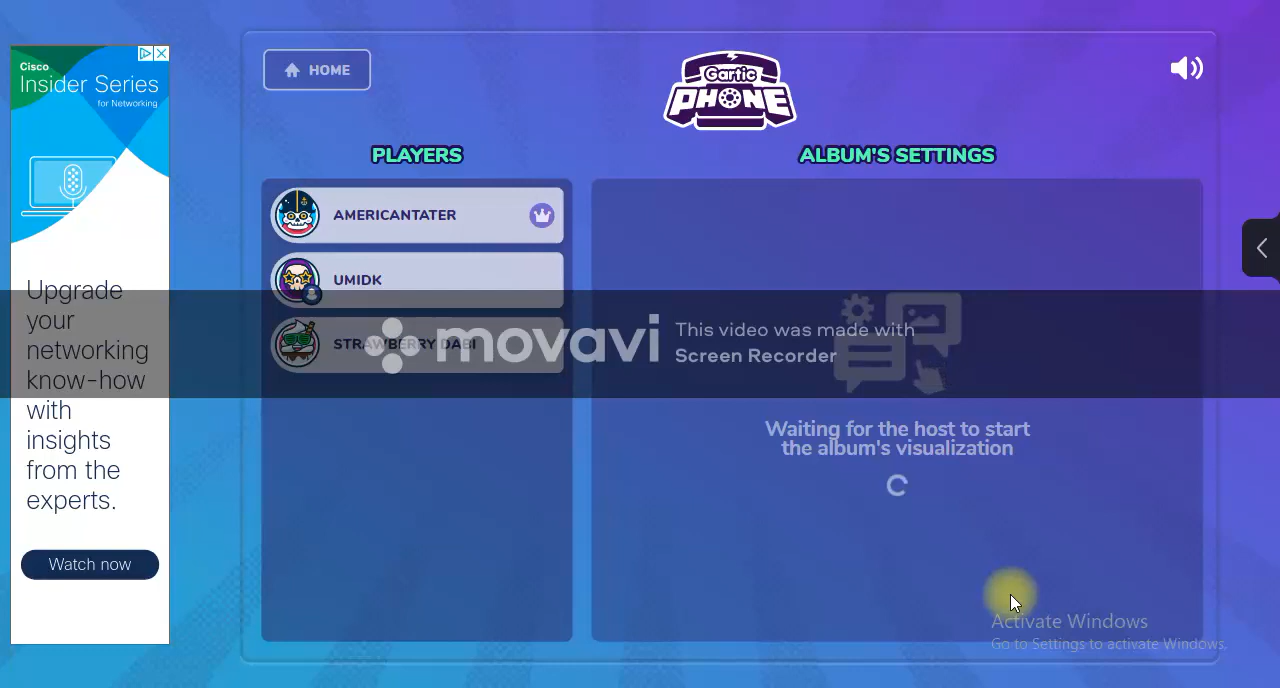 Cisco
Insider Series
for Networking
Upgrade
your
networking
know-how
with
insights
from the
experts.
Watch now
HOME
Gartic
PHONE
PLAYERS
AMERICANTATER
UMIDK
STRAWBERRY DABI
ALBUM'S SETTINGS
Waiting for the host to start
the album's visualization
movavi
This video was made with
Screen Recorder
Activate Windows
Go to Settings to activate Windows.